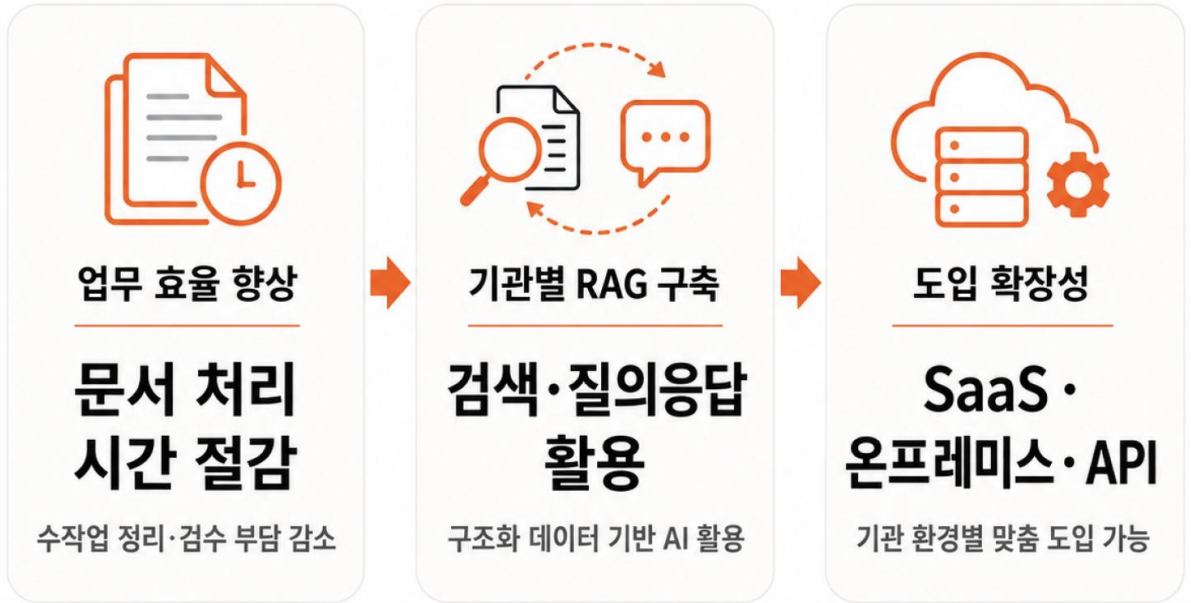 업무 효율 향상
문서 처리
시간 절감
수작업 정리·검수 부담 감소
기관별 RAG 구축
검색·질의응답
활용
구조화 데이터 기반 AI 활용
도입 확장성
SaaS·
온프레미스·API
기관 환경별 맞춤 도입 가능